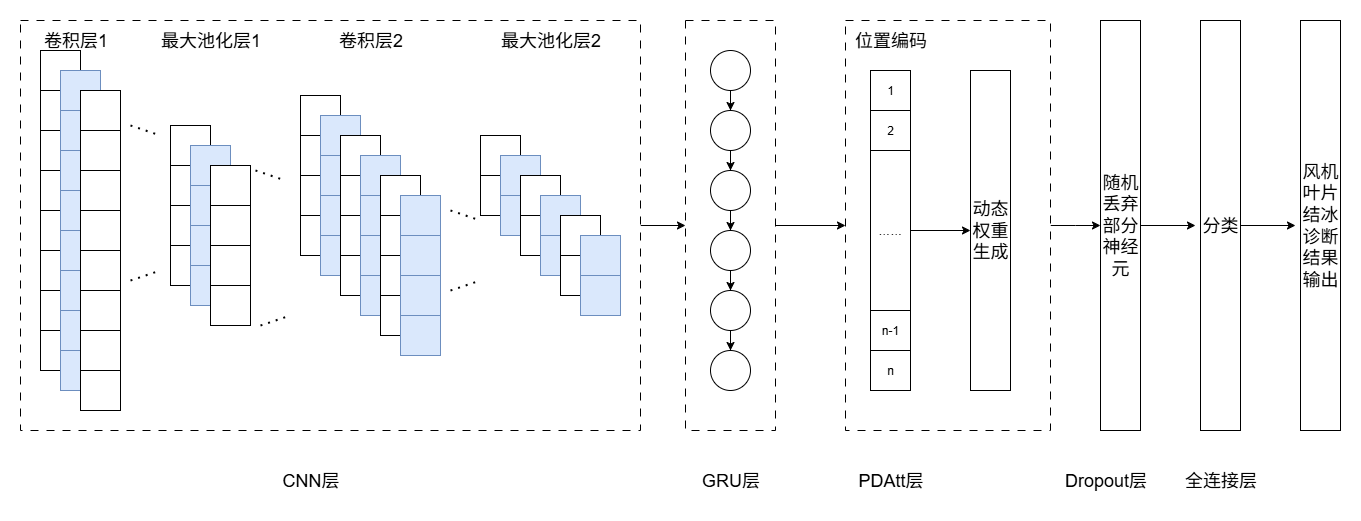 卷积层1
最大池化层1
卷积层2
最大池化层2
位置编码
1
2
……
n-1
n
动态
权重
生成
随机
丢弃
部分
神经
元
分类
风机
叶片
结冰
诊断
结果
输出
CNN层
GRU层
PDAtt层
Dropout层
全连接层